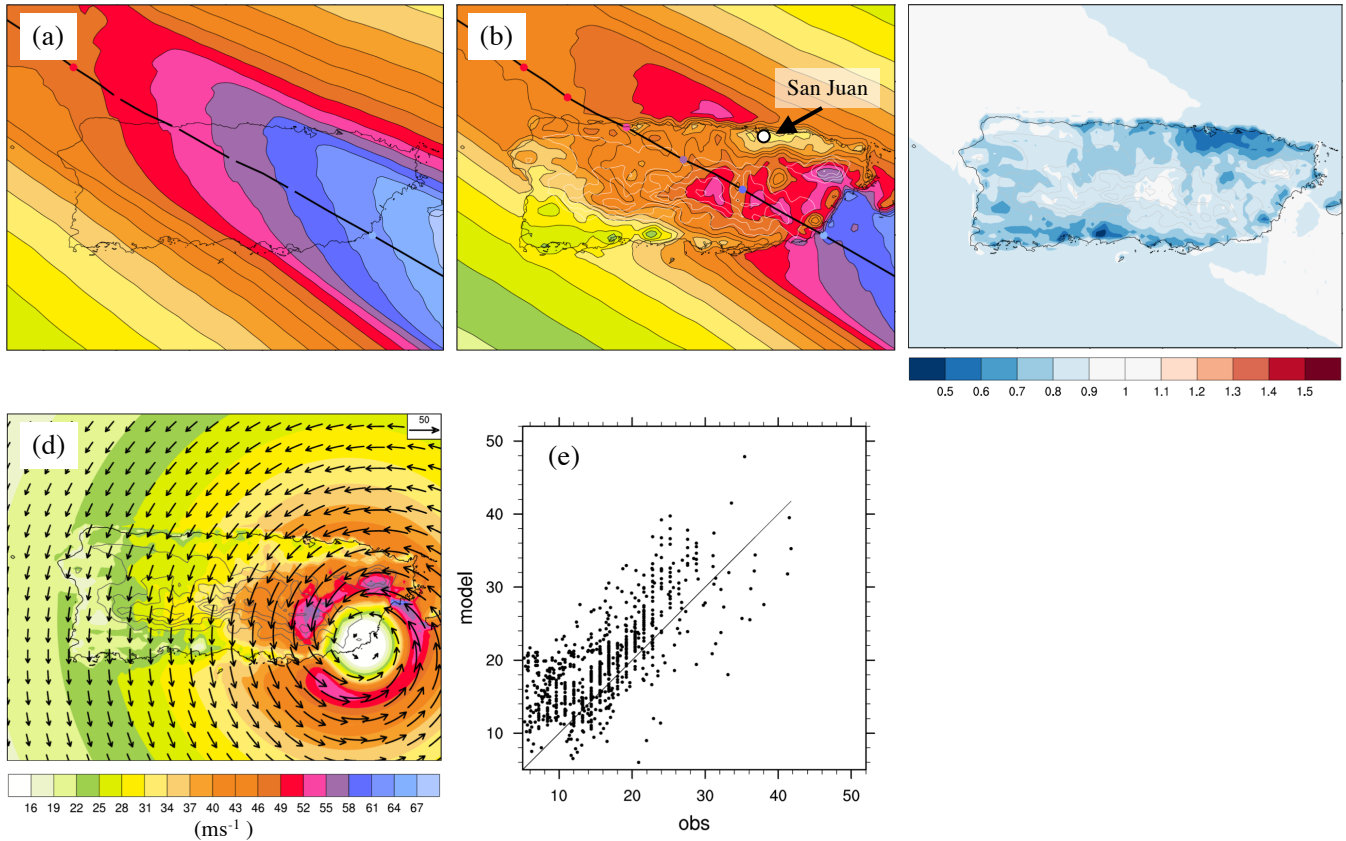 (a)
(b)
San Juan
0.5 0.6 0.7 0.8 0.9 1 1.1 1.2 1.3 1.4 1.5
(d)
50
16 19 22 25 28 31 34 37 40 43 46 49 52 55 58 61 64 67
(ms-1 )
(e)
50
40
30
20
10
model
10 20 30 40 50
obs